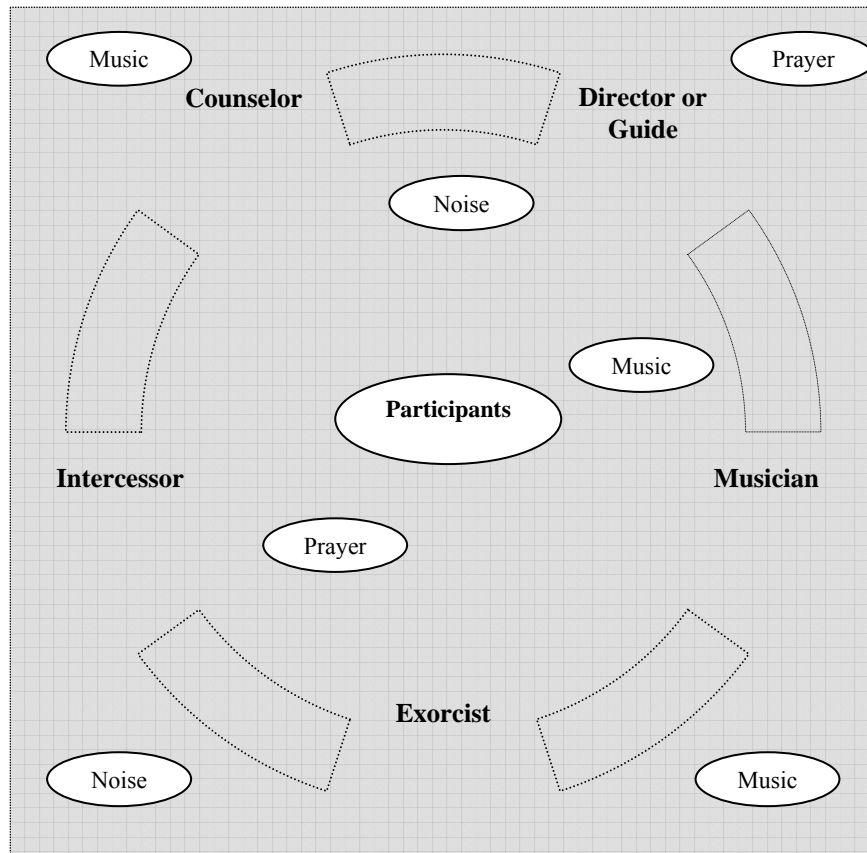 Music
Prayer
Counselor
Director or
Guide
Noise
Music
Participants
Intercessor
Musician
Prayer
Exorcist
Noise
Music